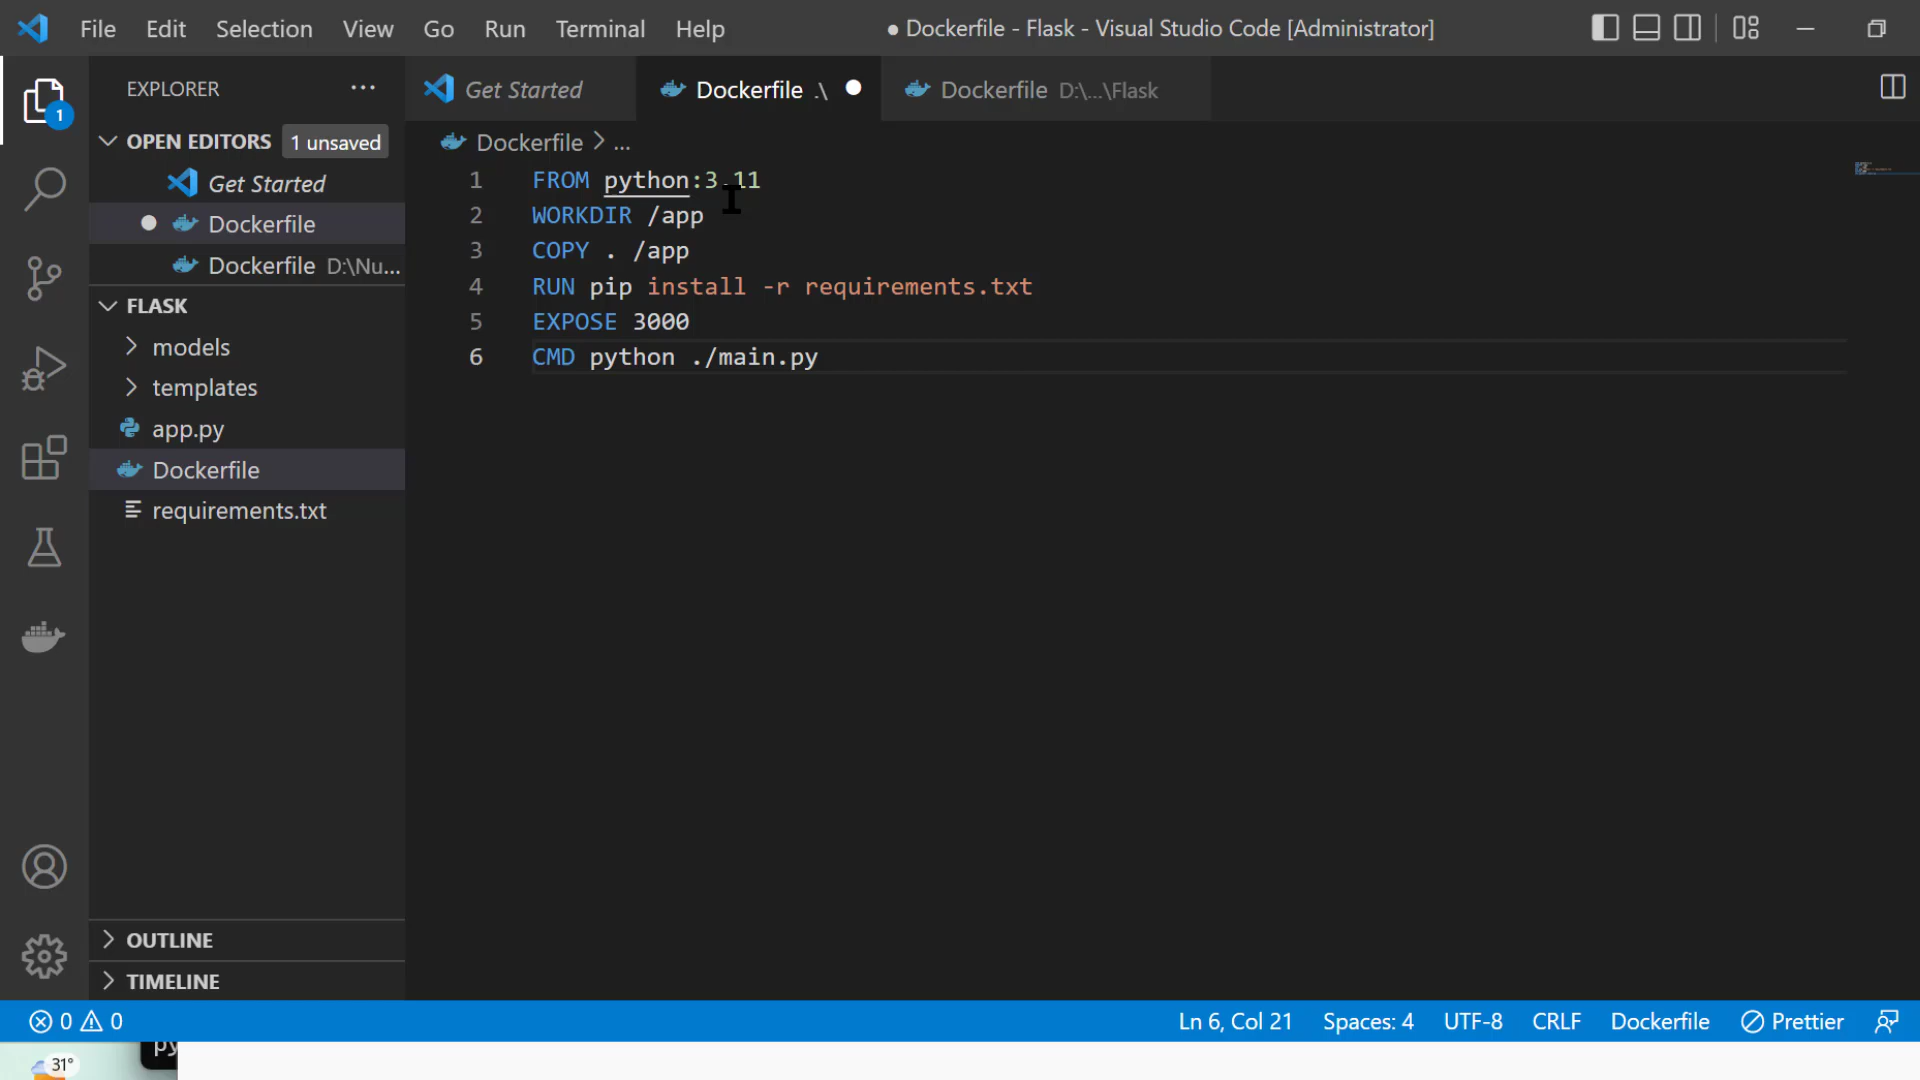 File Edit Selection View Go Run Terminal Help ● Dockerfile - Flask - Visual Studio Code [Administrator]
EXPLORER ...
Get Started
Dockerfile .\
Dockerfile D:\...\Flask
OPEN EDITORS 1 unsaved
Dockerfile > ...
Get Started
Dockerfile
Dockerfile D:\Nu...
FLASK
models
templates
app.py
Dockerfile
requirements.txt
1 FROM python:3.11
2 WORKDIR /app
3 COPY . /app
4 RUN pip install -r requirements.txt
5 EXPOSE 3000
6 CMD python ./main.py
1
OUTLINE
TIMELINE
0 0 Ln 6, Col 21 Spaces: 4 UTF-8 CRLF Dockerfile Prettier
31°
py